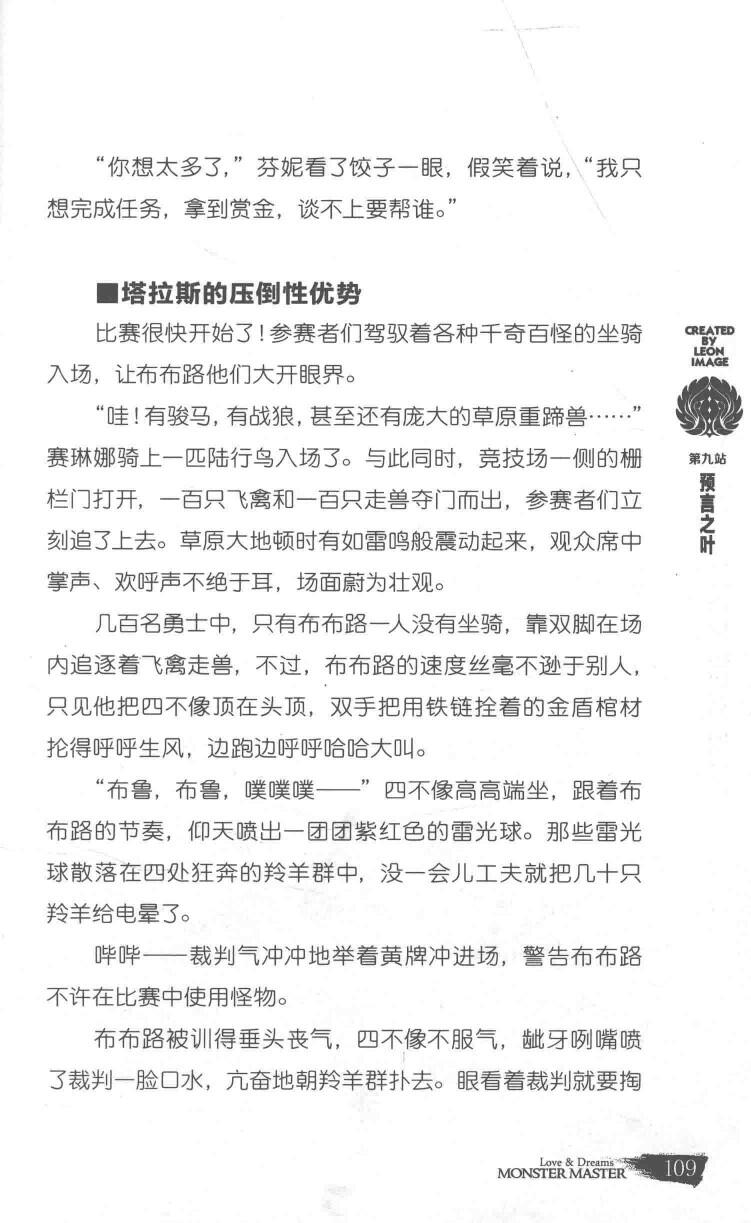 “你想太多了，”芬妮看了饺子一眼，假笑着说，“我只
想完成任务，拿到赏金，谈不上要帮谁。”
■塔拉斯的压倒性优势
比赛很快开始了！参赛者们驾驭着各种千奇百怪的坐骑
入场，让布布路他们大开眼界。
“哇！有骏马，有战狼，甚至还有庞大的草原重蹄兽……”
赛琳娜骑上一匹陆行鸟入场了。与此同时，竞技场一侧的栅
栏门打开，一百只飞禽和一百只走兽夺门而出，参赛者们立
刻追了上去。草原大地顿时有如雷鸣般震动起来，观众席中
掌声、欢呼声不绝于耳，场面蔚为壮观。
几百名勇士中，只有布布路一人没有坐骑，靠双脚在场
内追逐着飞禽走兽，不过，布布路的速度丝毫不逊于别人，
只见他把四不像顶在头顶，双手把用铁链拴着的金盾棺材
抡得呼呼生风，边跑边呼呼哈哈大叫。
“布鲁，布鲁，噗噗噗——”四不像高高端坐，跟着布
布路的节奏，仰天喷出一团团紫红色的雷光球。那些雷光
球散落在四处狂奔的羚羊群中，没一会儿工夫就把几十只
羚羊给电晕了。
哔哔——裁判气冲冲地举着黄牌冲进场，警告布布路
不许在比赛中使用怪物。
布布路被训得垂头丧气，四不像不服气，龇牙咧嘴喷
了裁判一脸口水，亢奋地朝羚羊群扑去。眼看着裁判就要掏
CREATED
BY
LEON
IMAGE
第九站
预言之叶
Love & Dreams
MONSTER MASTER
109